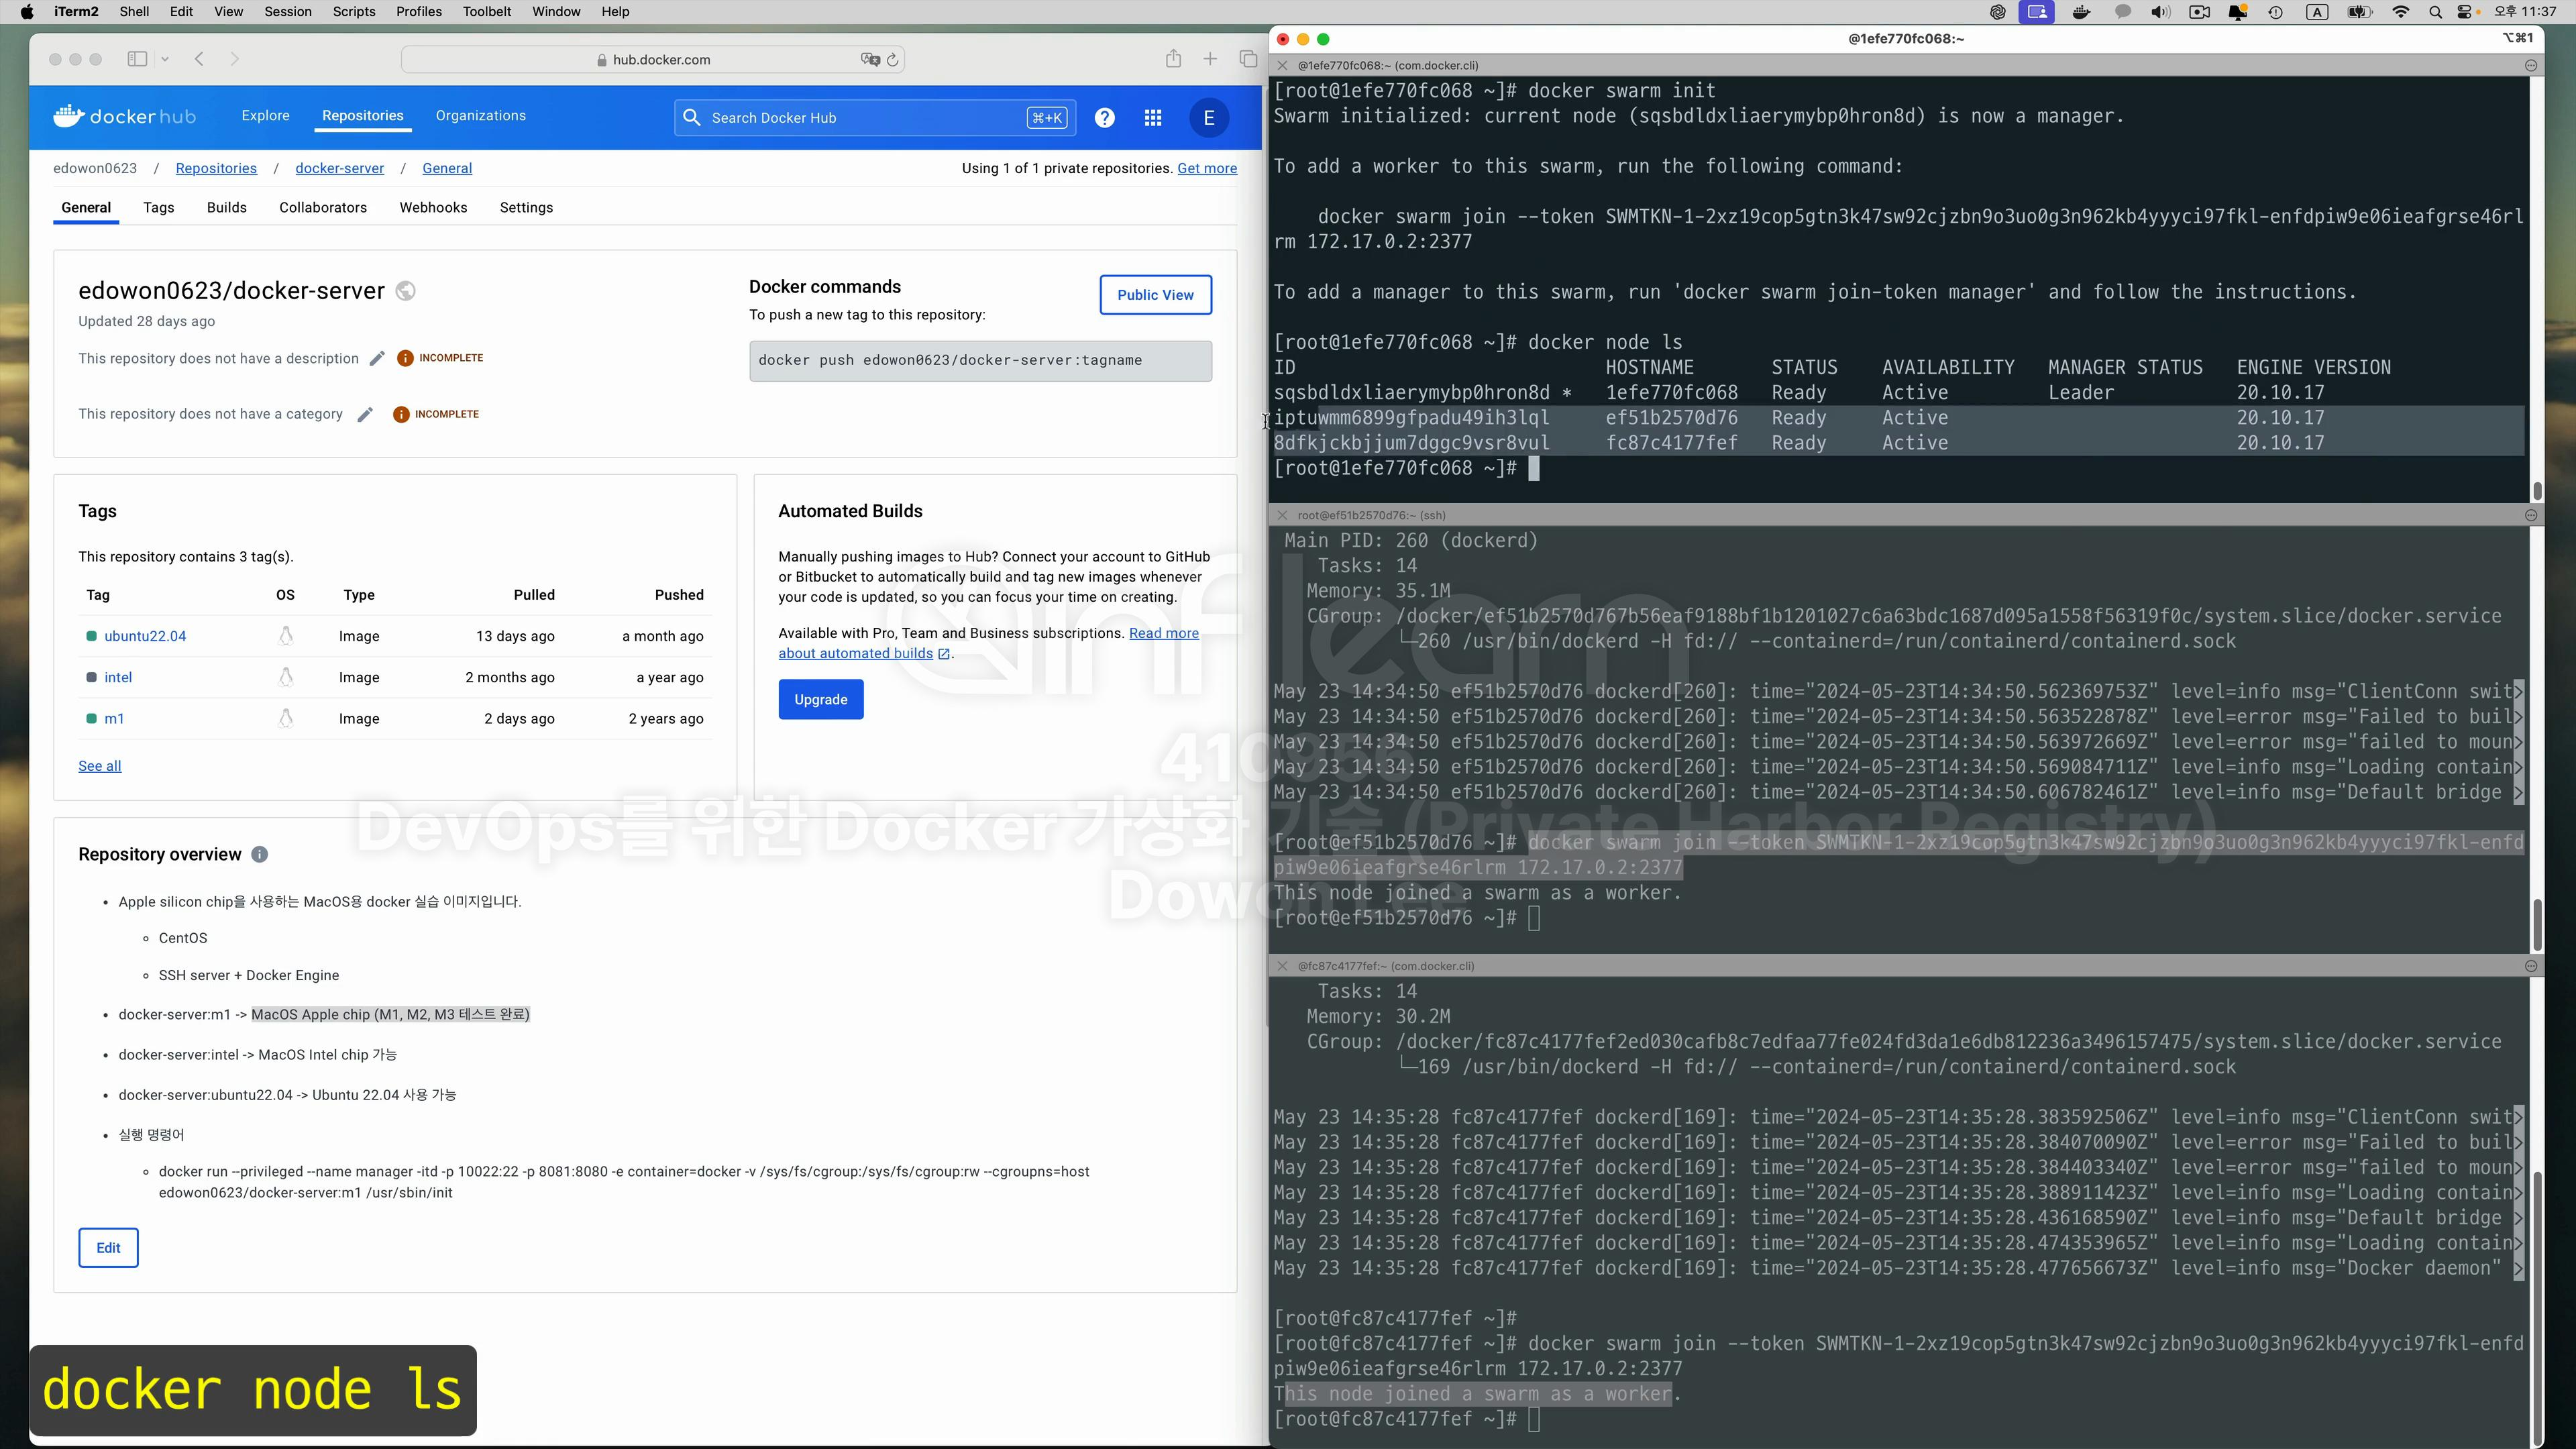 iTerm2 Shell Edit View Session Scripts Profiles Toolbelt Window Help
오후 11:37
hub.docker.com
docker hub
Explore Repositories Organizations
Search Docker Hub ⌘+K
E
edowon0623 / Repositories / docker-server / General
Using 1 of 1 private repositories. Get more
General Tags Builds Collaborators Webhooks Settings
edowon0623/docker-server
Updated 28 days ago
This repository does not have a description INCOMPLETE
This repository does not have a category INCOMPLETE
Docker commands
Public View
To push a new tag to this repository:
docker push edowon0623/docker-server:tagname
Tags
This repository contains 3 tag(s).
Tag OS Type Pulled Pushed
ubuntu22.04 Image 13 days ago a month ago
intel Image 2 months ago a year ago
m1 Image 2 days ago 2 years ago
See all
Automated Builds
Manually pushing images to Hub? Connect your account to GitHub
or Bitbucket to automatically build and tag new images whenever
your code is updated, so you can focus your time on creating.
Available with Pro, Team and Business subscriptions. Read more
about automated builds.
Upgrade
Repository overview
• Apple silicon chip을 사용하는 MacOS용 docker 실습 이미지입니다.
◦ CentOS
◦ SSH server + Docker Engine
• docker-server:m1 -> MacOS Apple chip (M1, M2, M3 테스트 완료)
• docker-server:intel -> MacOS Intel chip 가능
• docker-server:ubuntu22.04 -> Ubuntu 22.04 사용 가능
• 실행 명령어
◦ docker run --privileged --name manager -itd -p 10022:22 -p 8081:8080 -e container=docker -v /sys/fs/cgroup:/sys/fs/cgroup:rw --cgroupns=host
edowon0623/docker-server:m1 /usr/sbin/init
Edit
docker node ls
@1efe770fc068:~
⌥⌘1
@1efe770fc068:~ (com.docker.cli)
[root@1efe770fc068 ~]# docker swarm init
Swarm initialized: current node (sqsbdldxliaerymybp0hron8d) is now a manager.
To add a worker to this swarm, run the following command:
docker swarm join --token SWMTKN-1-2xz19cop5gtn3k47sw92cjzbn9o3uo0g3n962kb4yyyci97fkl-enfdpiw9e06ieafgrse46rl
rm 172.17.0.2:2377
To add a manager to this swarm, run 'docker swarm join-token manager' and follow the instructions.
[root@1efe770fc068 ~]# docker node ls
ID HOSTNAME STATUS AVAILABILITY MANAGER STATUS ENGINE VERSION
sqsbdldxliaerymybp0hron8d * 1efe770fc068 Ready Active Leader 20.10.17
iptuwmm6899gfpadu49ih3lql ef51b2570d76 Ready Active 20.10.17
8dfkjckbjjum7dggc9vsr8vul fc87c4177fef Ready Active 20.10.17
[root@1efe770fc068 ~]#
root@ef51b2570d76:~ (ssh)
Main PID: 260 (dockerd)
Tasks: 14
Memory: 35.1M
CGroup: /docker/ef51b2570d767b56eaf9188bf1b1201027c6a63bdc1687d095a1558f56319f0c/system.slice/docker.service
└─260 /usr/bin/dockerd -H fd:// --containerd=/run/containerd/containerd.sock
May 23 14:34:50 ef51b2570d76 dockerd[260]: time="2024-05-23T14:34:50.562369753Z" level=info msg="ClientConn swit>
May 23 14:34:50 ef51b2570d76 dockerd[260]: time="2024-05-23T14:34:50.563522878Z" level=error msg="Failed to buil>
May 23 14:34:50 ef51b2570d76 dockerd[260]: time="2024-05-23T14:34:50.563972669Z" level=error msg="failed to moun>
May 23 14:34:50 ef51b2570d76 dockerd[260]: time="2024-05-23T14:34:50.569084711Z" level=info msg="Loading contain>
May 23 14:34:50 ef51b2570d76 dockerd[260]: time="2024-05-23T14:34:50.606782461Z" level=info msg="Default bridge >
[root@ef51b2570d76 ~]# docker swarm join --token SWMTKN-1-2xz19cop5gtn3k47sw92cjzbn9o3uo0g3n962kb4yyyci97fkl-enfd
piw9e06ieafgrse46rlrm 172.17.0.2:2377
This node joined a swarm as a worker.
[root@ef51b2570d76 ~]#
@fc87c4177fef:~ (com.docker.cli)
Tasks: 14
Memory: 30.2M
CGroup: /docker/fc87c4177fef2ed030cafb8c7edfaa77fe024fd3da1e6db812236a3496157475/system.slice/docker.service
└─169 /usr/bin/dockerd -H fd:// --containerd=/run/containerd/containerd.sock
May 23 14:35:28 fc87c4177fef dockerd[169]: time="2024-05-23T14:35:28.383592506Z" level=info msg="ClientConn swit>
May 23 14:35:28 fc87c4177fef dockerd[169]: time="2024-05-23T14:35:28.384070090Z" level=error msg="Failed to buil>
May 23 14:35:28 fc87c4177fef dockerd[169]: time="2024-05-23T14:35:28.384403340Z" level=error msg="failed to moun>
May 23 14:35:28 fc87c4177fef dockerd[169]: time="2024-05-23T14:35:28.388911423Z" level=info msg="Loading contain>
May 23 14:35:28 fc87c4177fef dockerd[169]: time="2024-05-23T14:35:28.436168590Z" level=info msg="Default bridge >
May 23 14:35:28 fc87c4177fef dockerd[169]: time="2024-05-23T14:35:28.474353965Z" level=info msg="Loading contain>
May 23 14:35:28 fc87c4177fef dockerd[169]: time="2024-05-23T14:35:28.477656673Z" level=info msg="Docker daemon" >
[root@fc87c4177fef ~]#
[root@fc87c4177fef ~]# docker swarm join --token SWMTKN-1-2xz19cop5gtn3k47sw92cjzbn9o3uo0g3n962kb4yyyci97fkl-enfd
piw9e06ieafgrse46rlrm 172.17.0.2:2377
This node joined a swarm as a worker.
[root@fc87c4177fef ~]#
inflearn
410956
DevOps를 위한 Docker 가상화 기술 (Private Harbor Registry)
Dowon Lee